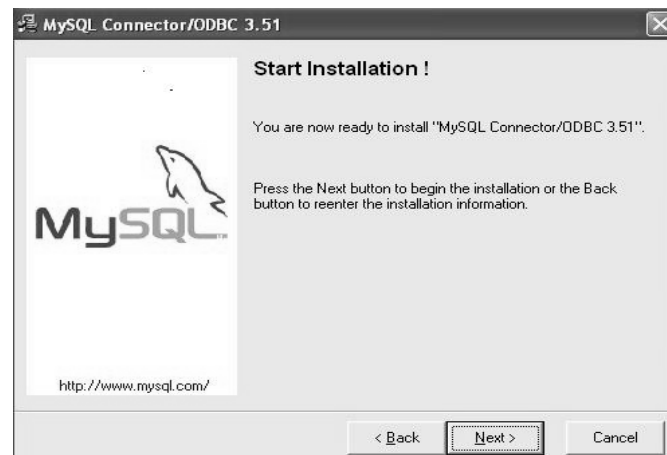 MySQL Connector/ODBC 3.51
Start Installation !
You are now ready to install "MySQL Connector/ODBC 3.51".
Press the Next button to begin the installation or the Back
button to reenter the installation information.
MySQL
http://www.mysql.com/
< Back
Next >
Cancel